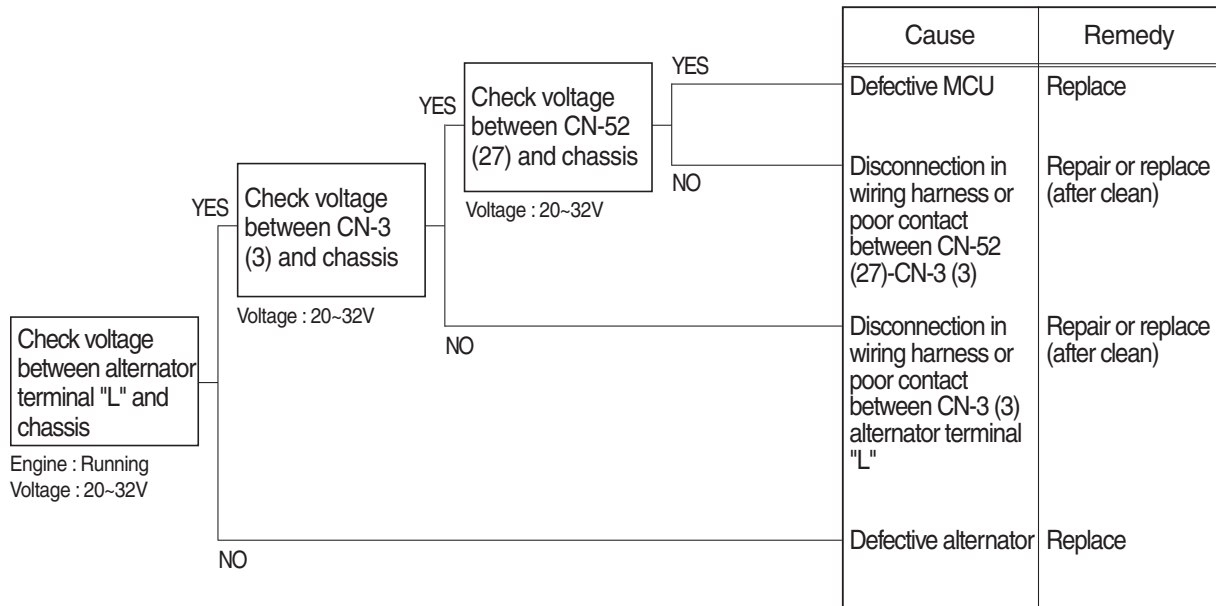 Check voltage
between alternator
terminal "L" and
chassis
Engine : Running
Voltage : 20~32V
YES
NO
Check voltage
between CN-3
(3) and chassis
Voltage : 20~32V
YES
NO
Check voltage
between CN-52
(27) and chassis
Voltage : 20~32V
YES
NO
Cause
Remedy
Defective MCU
Replace
Disconnection in
wiring harness or
poor contact
between CN-52
(27)-CN-3 (3)
Repair or replace
(after clean)
Disconnection in
wiring harness or
poor contact
between CN-3 (3)
alternator terminal
"L"
Repair or replace
(after clean)
Defective alternator
Replace